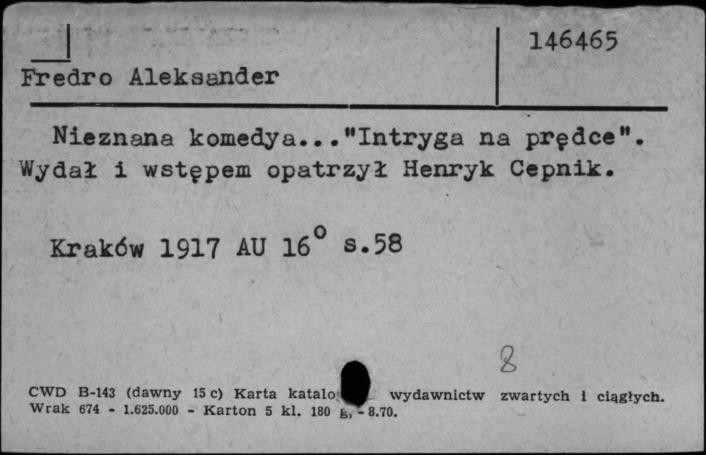 146465
Fredro Aleksander
Nieznana komedya..."Intryga na prędce".
Wydał i wstępem opatrzył Henryk Cepnik.
Kraków 1917 AU 16° s.58
8
CWD B-143 (dawny 15 c) Karta katalo wydawnictw zwartych i ciągłych.
Wrak 674 - 1.625.000 - Karton 5 kl. 180 g, - 8.70.